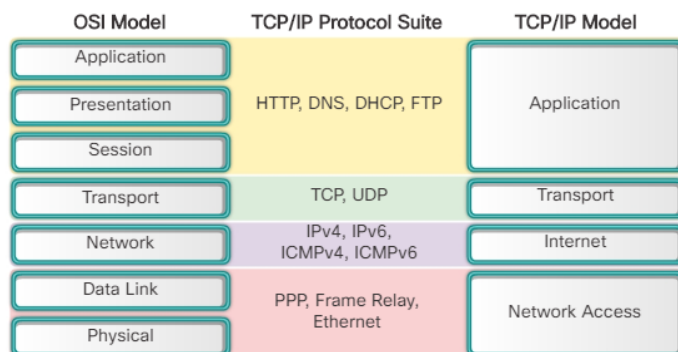 OSI Model TCP/IP Protocol Suite TCP/IP Model
Application
Presentation
Session
HTTP, DNS, DHCP, FTP
Application
Transport
TCP, UDP
Transport
Network
IPv4, IPv6,
ICMPv4, ICMPv6
Internet
Data Link
Physical
PPP, Frame Relay,
Ethernet
Network Access